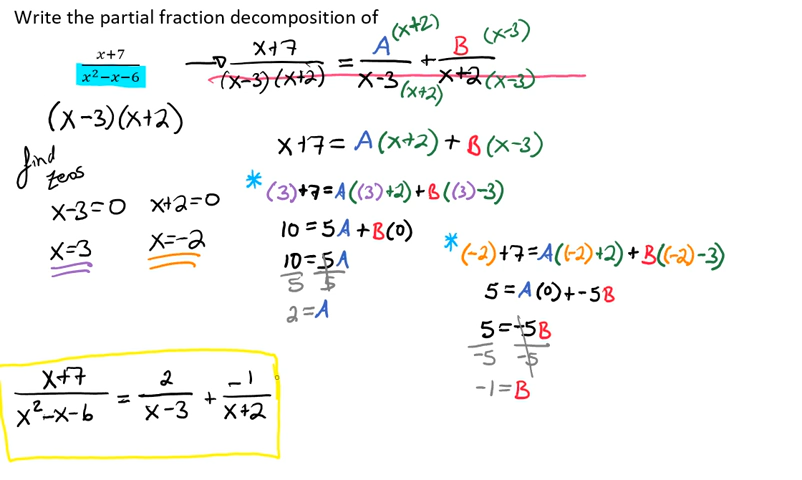 Write the partial fraction decomposition of
x+7 / x²−x−6 → x+7 / (x−3)(x+2) = A (x+2) / x−3 (x+2) + B (x−3) / x+2 (x−3)
(x−3)(x+2)
x+7 = A(x+2) + B(x−3)
find zeros
x−3=0 x+2=0
x=3 x=−2
* (3)+7=A((3)+2)+B((3)−3)
10 = 5A + B(0)
10 = 5A
5 5
2 = A
* (−2)+7=A((−2)+2)+B((−2)−3)
5 = A(0)+−5B
5 = −5B
−5 −5
−1 = B
x+7 / x²−x−6 = 2 / x−3 + −1 / x+2